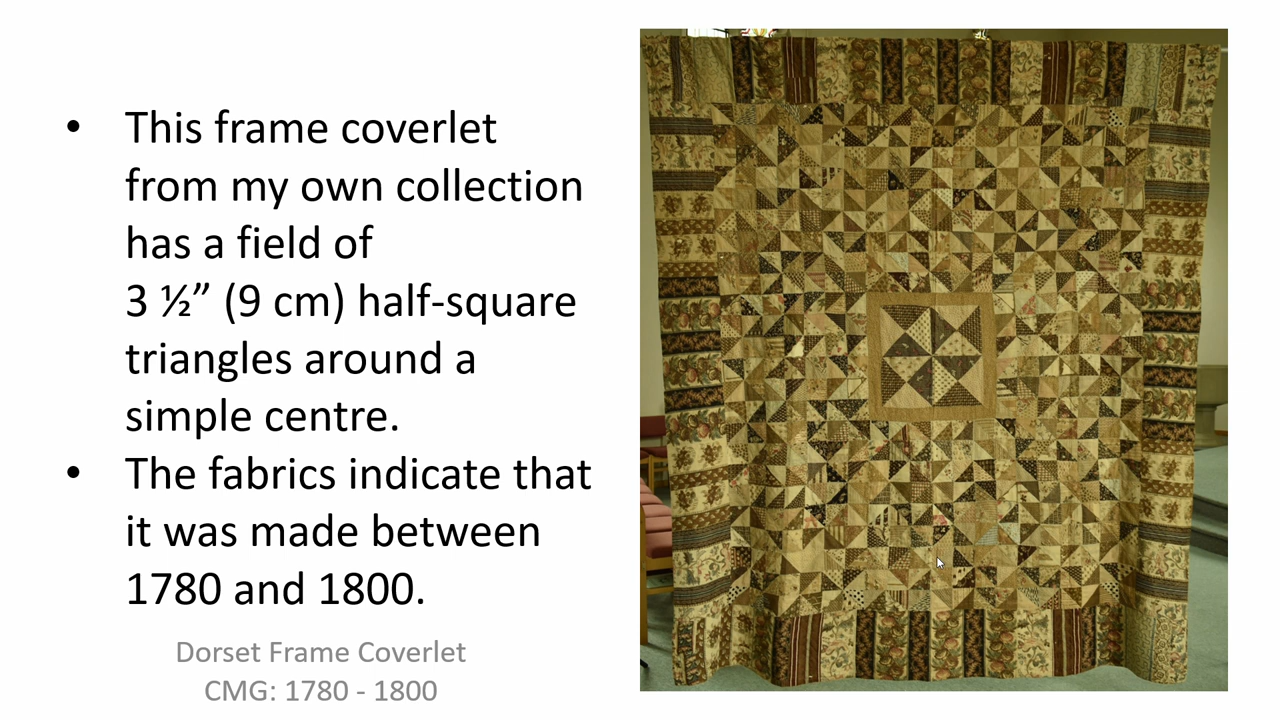 • This frame coverlet
from my own collection
has a field of
3 ½” (9 cm) half-square
triangles around a
simple centre.
• The fabrics indicate that
it was made between
1780 and 1800.
Dorset Frame Coverlet
CMG: 1780 - 1800